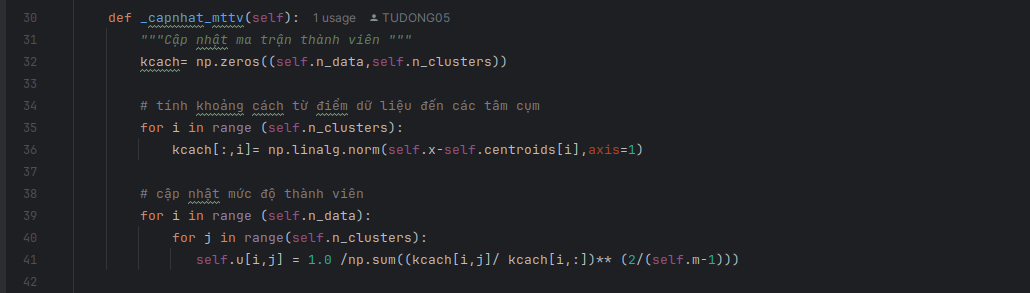 30 def _capnhat_mttv(self): 1 usage TUDONG05
31 """Cập nhật ma trận thành viên """
32 kcach= np.zeros((self.n_data,self.n_clusters))
33
34 # tính khoảng cách từ điểm dữ liệu đến các tâm cụm
35 for i in range (self.n_clusters):
36 kcach[:,i]= np.linalg.norm(self.x-self.centroids[i],axis=1)
37
38 # cập nhật mức độ thành viên
39 for i in range (self.n_data):
40 for j in range(self.n_clusters):
41 self.u[i,j] = 1.0 /np.sum((kcach[i,j]/ kcach[i,:])** (2/(self.m-1)))
42